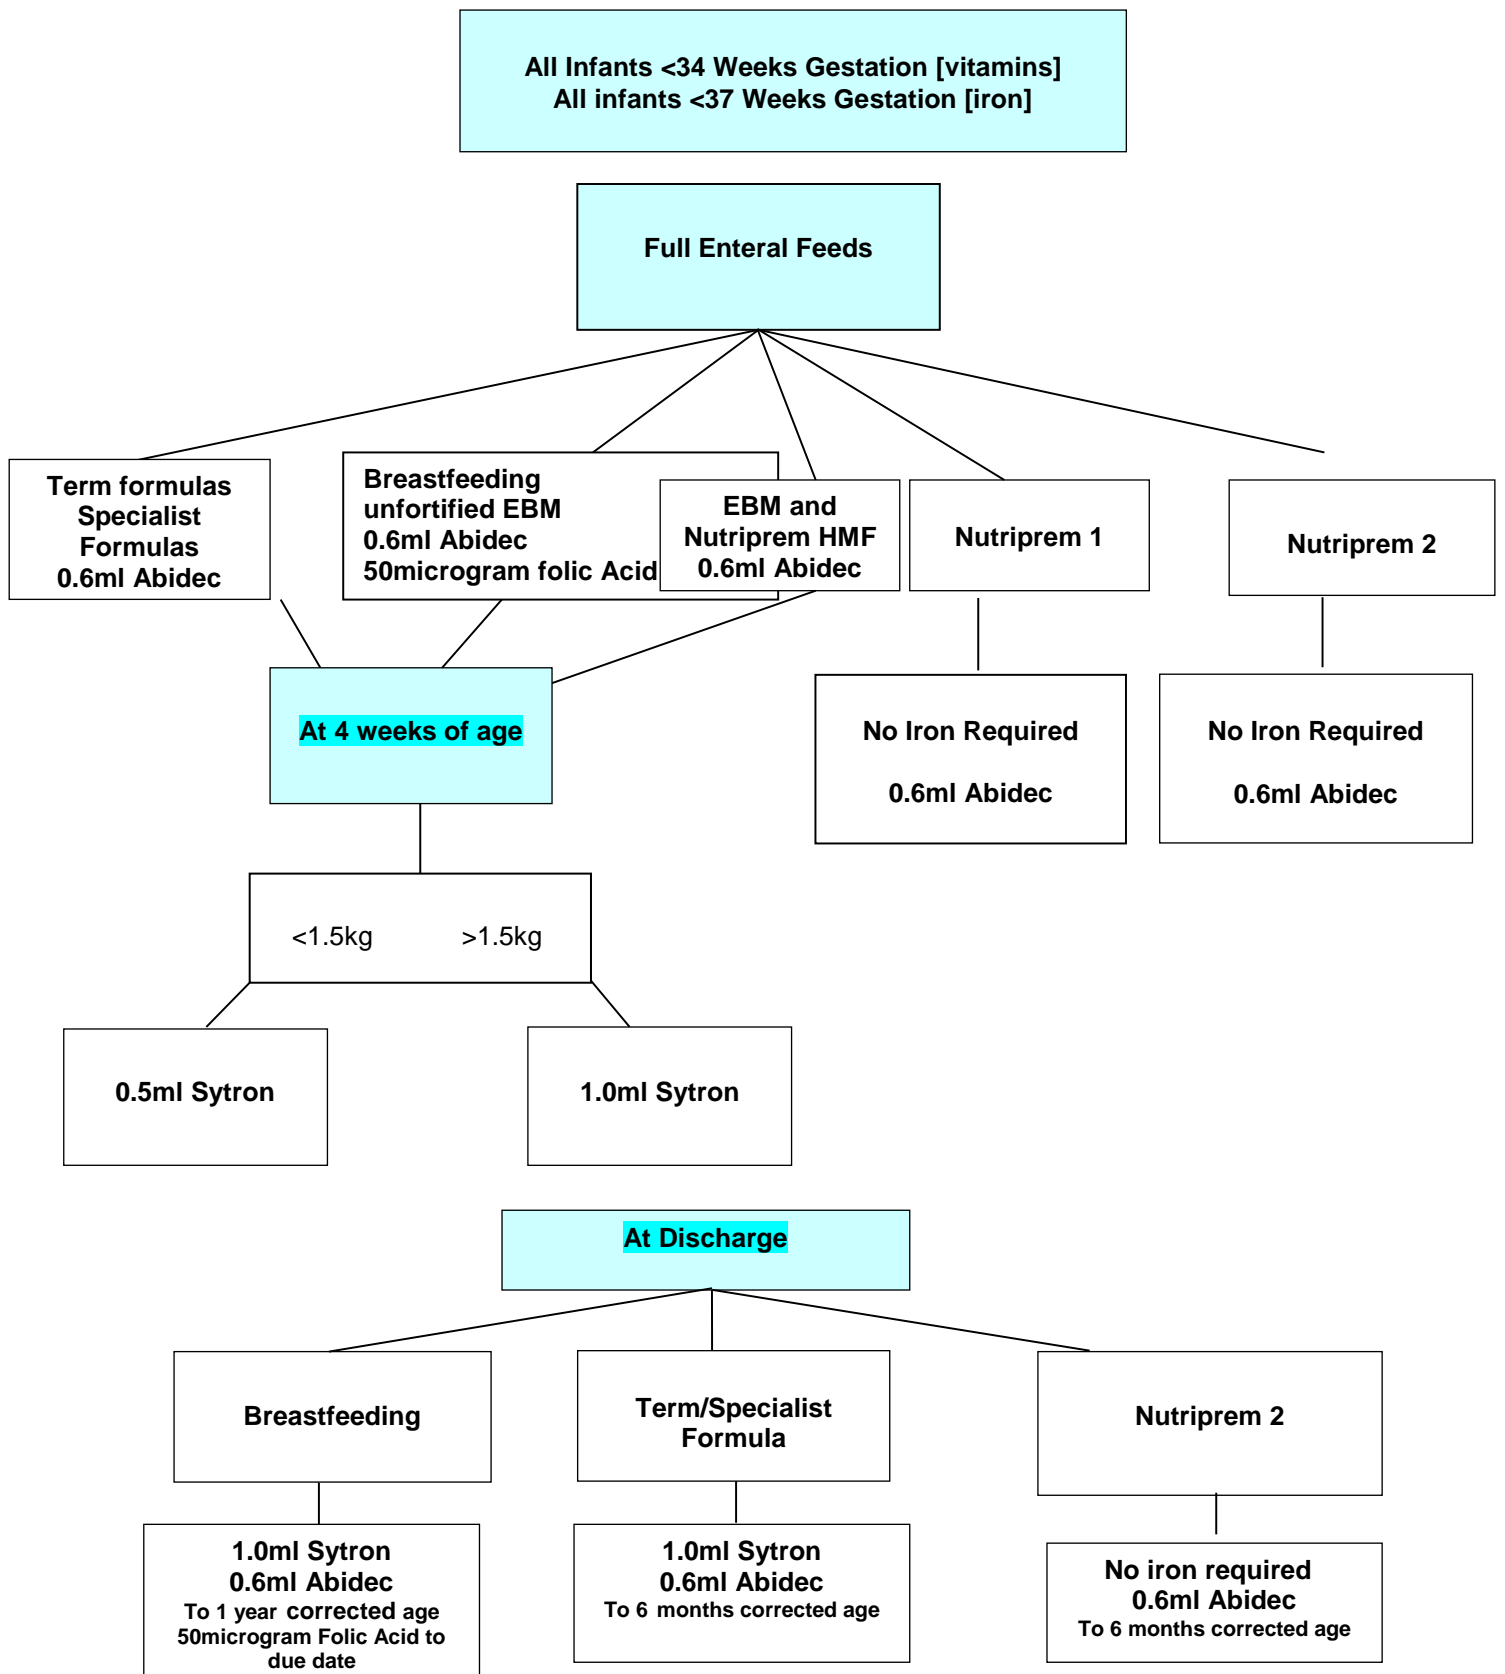 All Infants <34 Weeks Gestation [vitamins]
All infants <37 Weeks Gestation [iron]
Full Enteral Feeds
Term formulas
Specialist
Formulas
0.6ml Abidec
Breastfeeding
unfortified EBM
0.6ml Abidec
50microgram folic Acid
EBM and
Nutriprem HMF
0.6ml Abidec
Nutriprem 1
Nutriprem 2
At 4 weeks of age
No Iron Required
0.6ml Abidec
No Iron Required
0.6ml Abidec
<1.5kg >1.5kg
0.5ml Sytron
1.0ml Sytron
At Discharge
Breastfeeding
Term/Specialist
Formula
Nutriprem 2
1.0ml Sytron
0.6ml Abidec
To 1 year corrected age
50microgram Folic Acid to
due date
1.0ml Sytron
0.6ml Abidec
To 6 months corrected age
No iron required
0.6ml Abidec
To 6 months corrected age